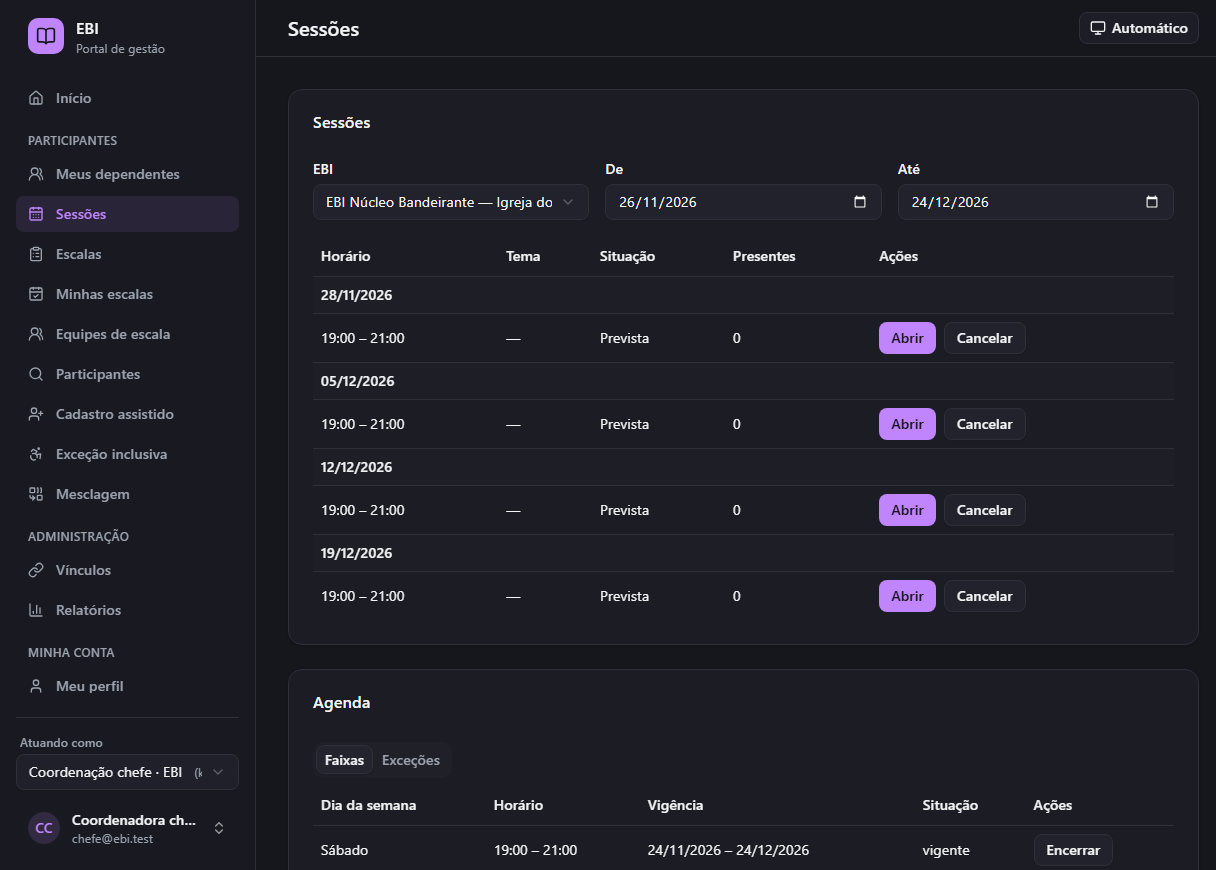 EBI
Portal de gestão
Início
PARTICIPANTES
Meus dependentes
Sessões
Escalas
Minhas escalas
Equipes de escala
Participantes
Cadastro assistido
Exceção inclusiva
Mesclagem
ADMINISTRAÇÃO
Vínculos
Relatórios
MINHA CONTA
Meu perfil
Atuando como
Coordenação chefe · EBI
CC
Coordenadora ch...
chefe@ebi.test
Sessões
Automático
Sessões
EBI De Até
EBI Núcleo Bandeirante — Igreja do 26/11/2026 24/12/2026
Horário Tema Situação Presentes Ações
28/11/2026
19:00 – 21:00 — Prevista 0 Abrir Cancelar
05/12/2026
19:00 – 21:00 — Prevista 0 Abrir Cancelar
12/12/2026
19:00 – 21:00 — Prevista 0 Abrir Cancelar
19/12/2026
19:00 – 21:00 — Prevista 0 Abrir Cancelar
Agenda
Faixas Exceções
Dia da semana Horário Vigência Situação Ações
Sábado 19:00 – 21:00 24/11/2026 – 24/12/2026 vigente Encerrar